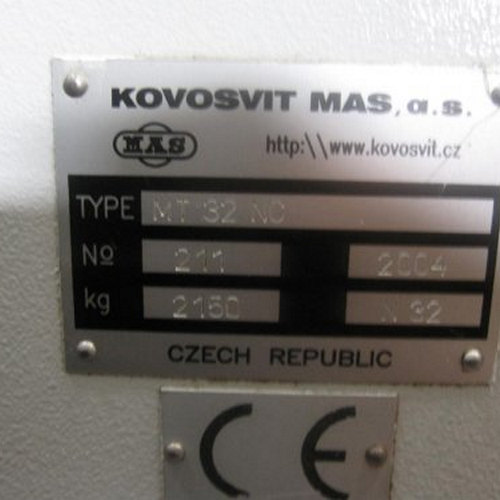 KOVOSVIT MAS, a.s.
MAS http:\\www.kovosvit.cz
TYPE MT 32 NC
No 211 2004
kg 2150 N 32
CZECH REPUBLIC
CE